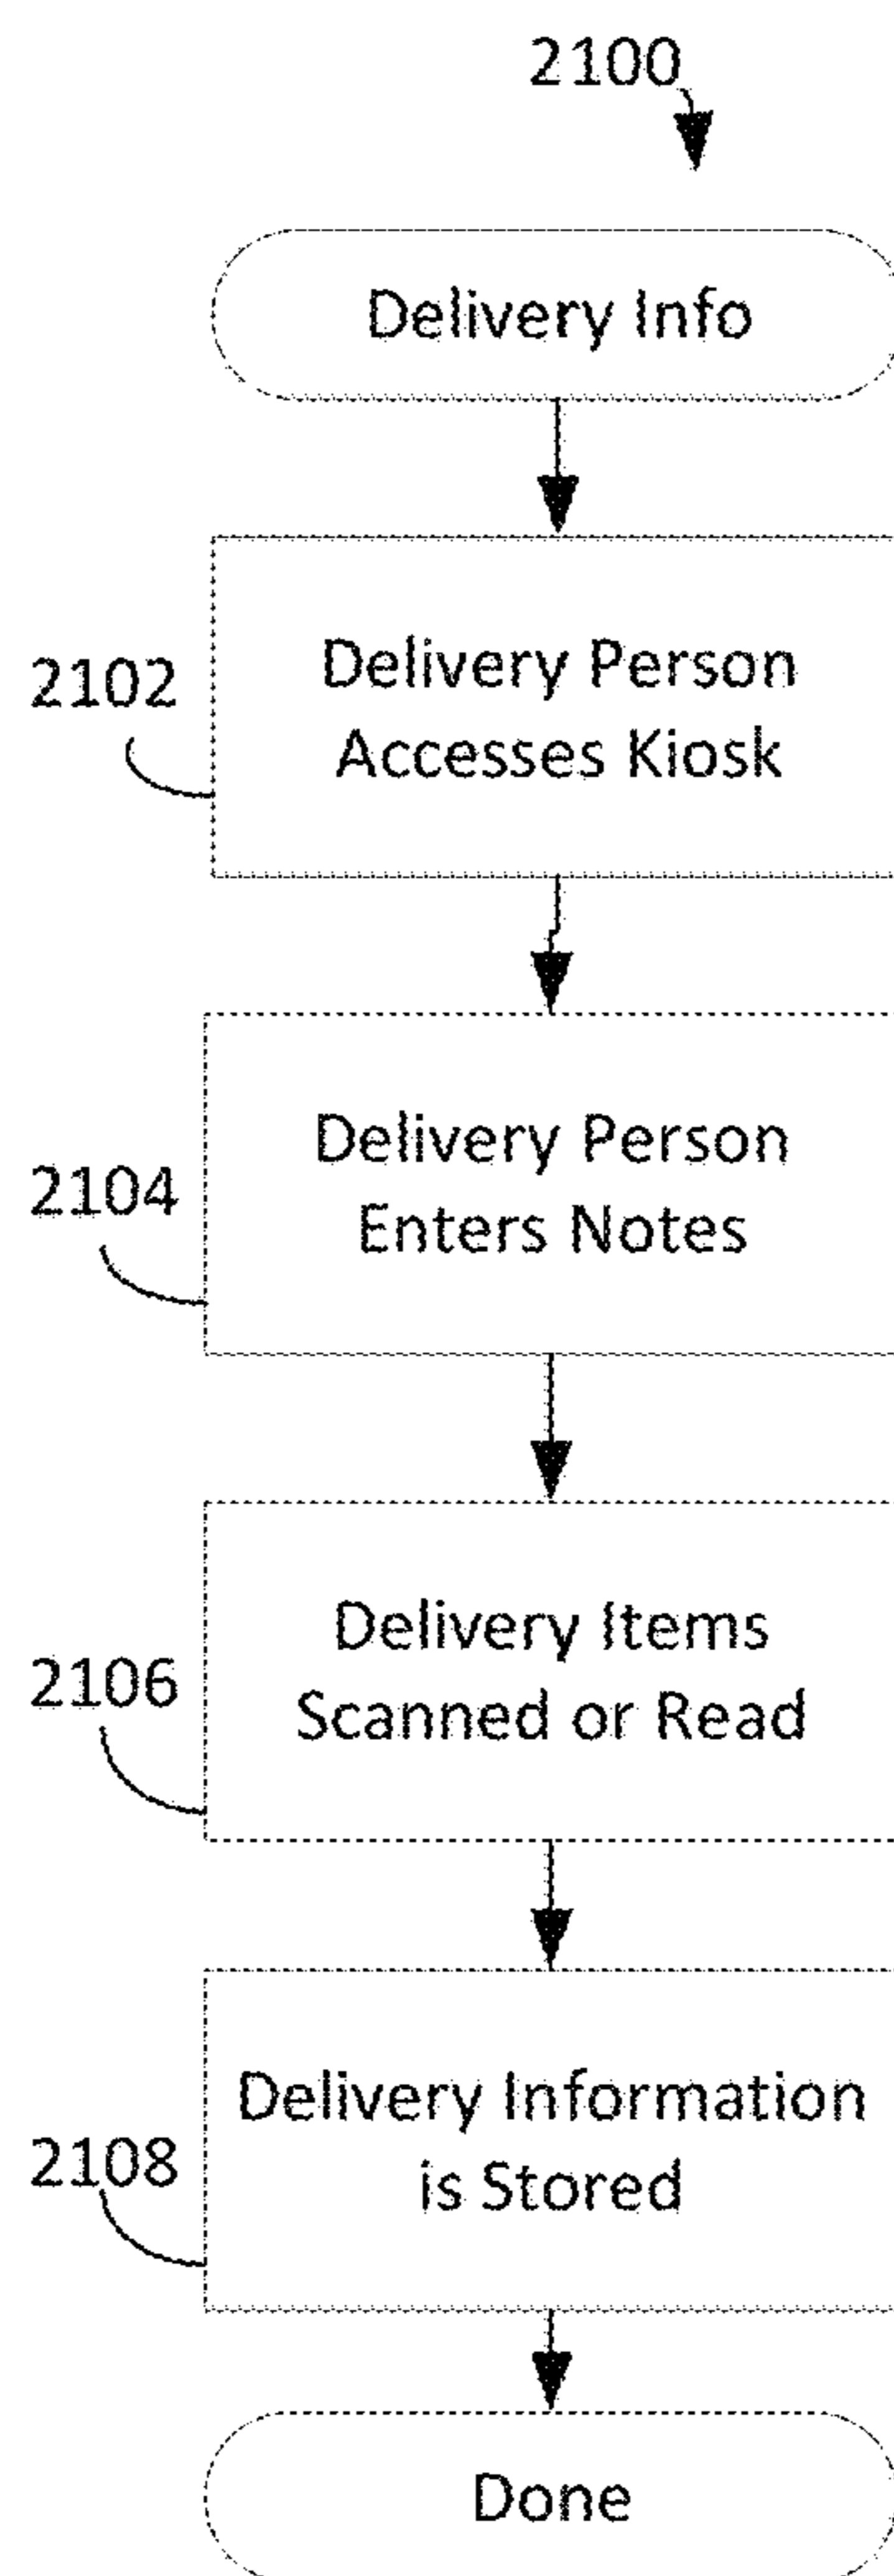 2100
Delivery Info
2102
Delivery Person
Accesses Kiosk
2104
Delivery Person
Enters Notes
2106
Delivery Items
Scanned or Read
2108
Delivery Information
is Stored
Done